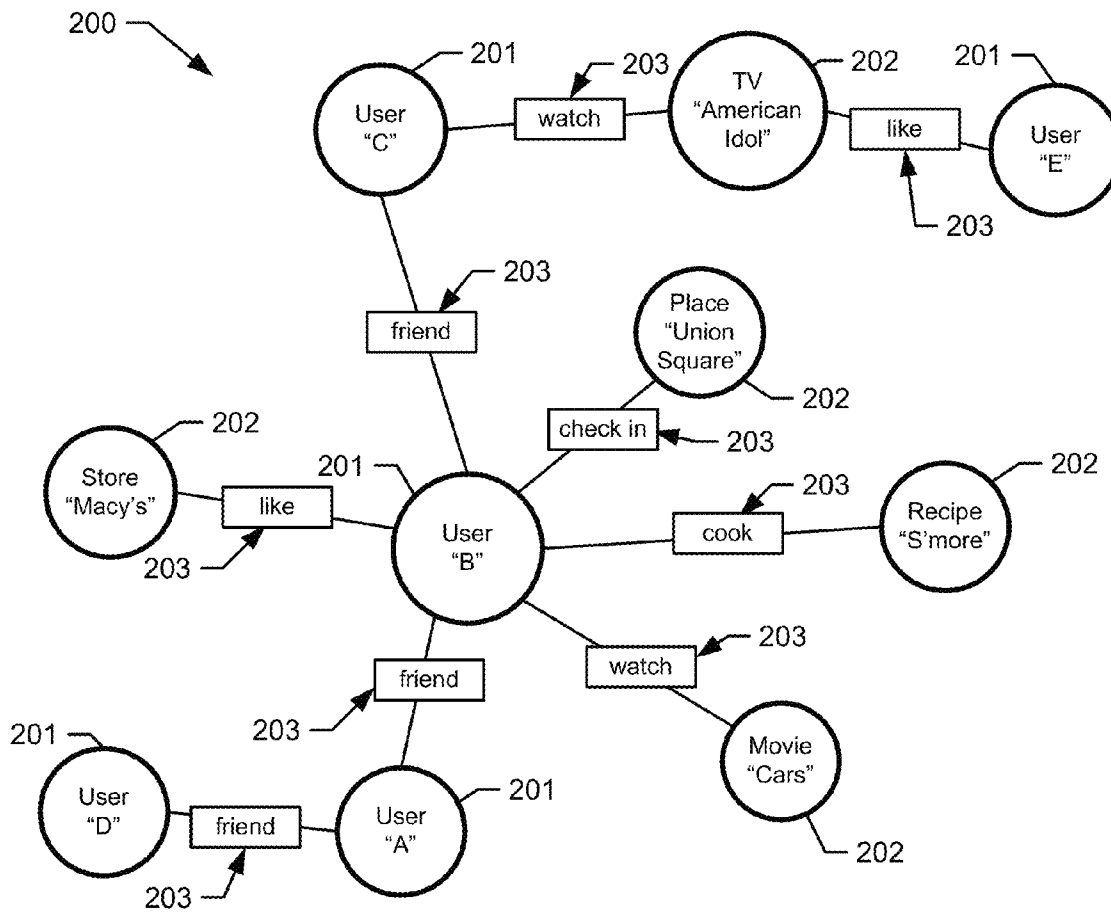 200
201
203
202
201
User
“C”
watch
TV
“American
Idol”
like
User
“E”
203
203
friend
Place
“Union
Square”
202
check in
203
202
Store
“Macy’s”
like
203
201
User
“B”
203
cook
202
Recipe
“S’more”
203
watch
friend
203
Movie
“Cars”
202
201
User
“D”
friend
203
User
“A”
201